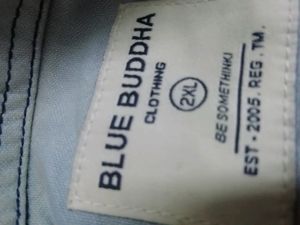 BLUE BUDDHA
CLOTHING
2XL
BE SOMETHINK!
EST - 2005. REG. TM.